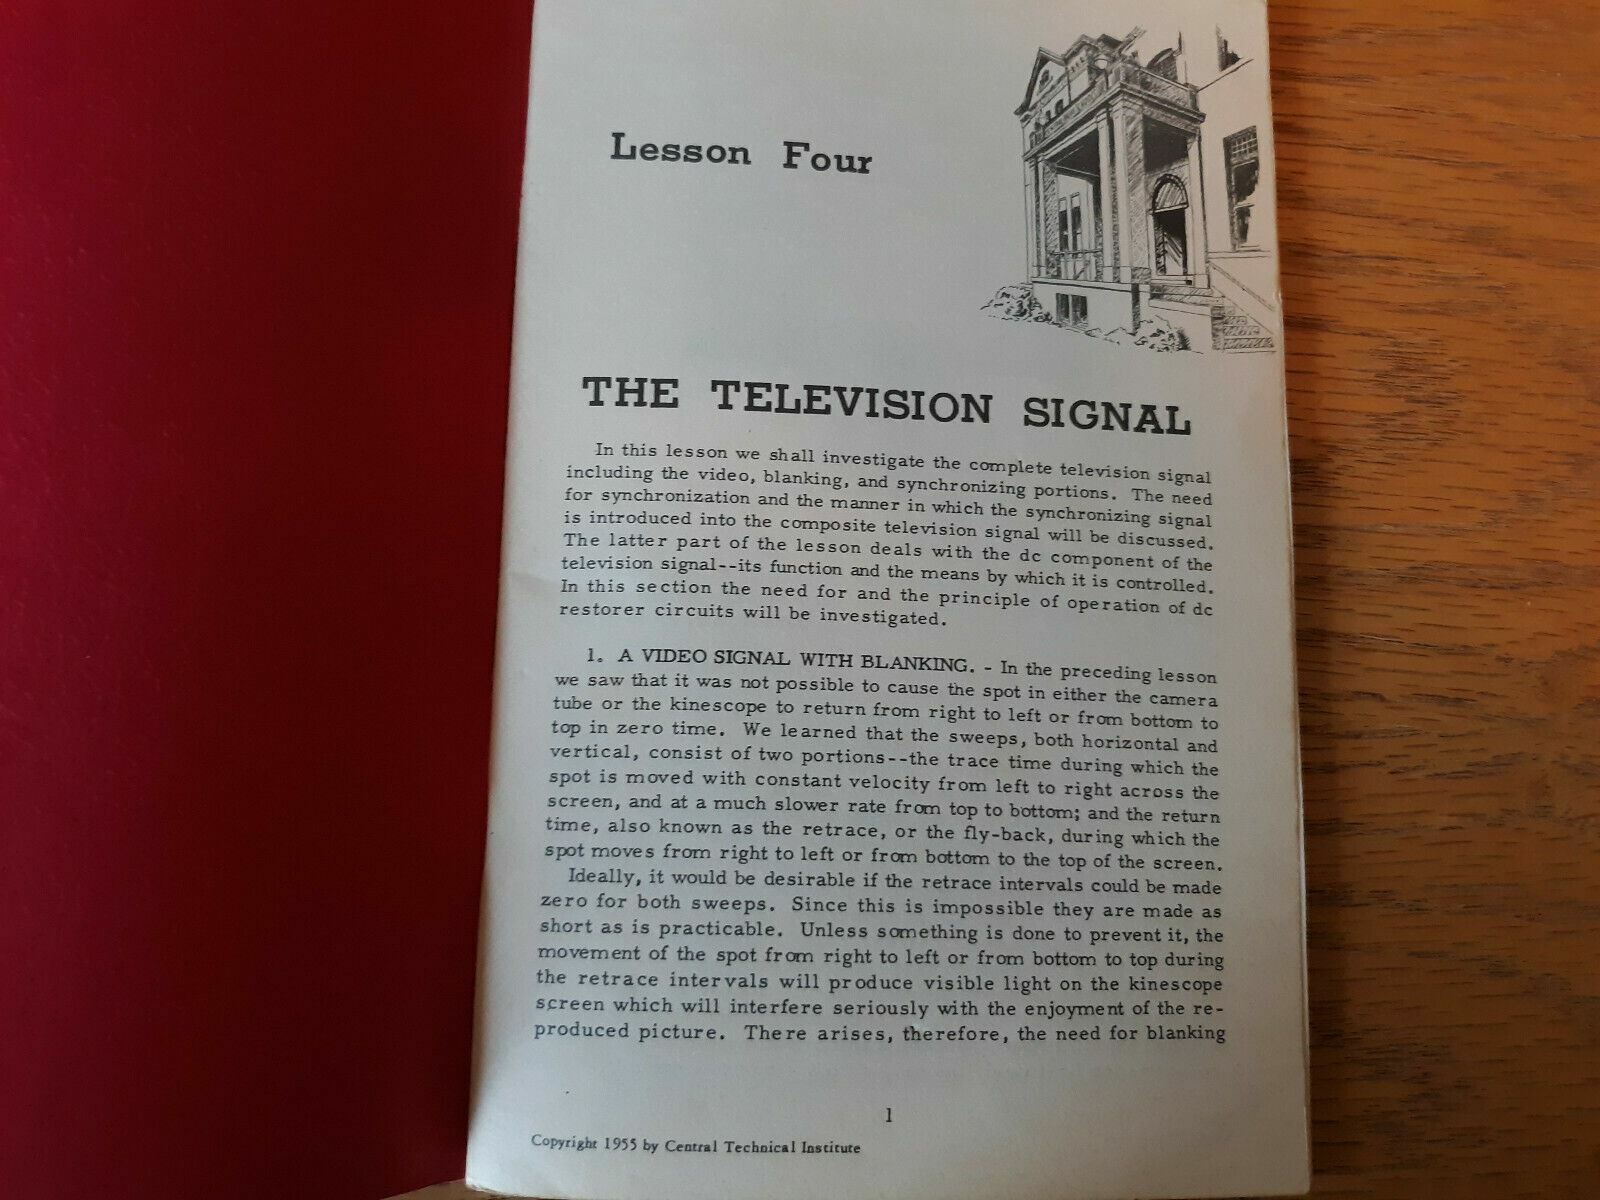 Lesson Four
THE TELEVISION SIGNAL
In this lesson we shall investigate the complete television signal
including the video, blanking, and synchronizing portions. The need
for synchronization and the manner in which the synchronizing signal
is introduced into the composite television signal will be discussed.
The latter part of the lesson deals with the dc component of the
television signal--its function and the means by which it is controlled.
In this section the need for and the principle of operation of dc
restorer circuits will be investigated.
1. A VIDEO SIGNAL WITH BLANKING. - In the preceding lesson
we saw that it was not possible to cause the spot in either the camera
tube or the kinescope to return from right to left or from bottom to
top in zero time. We learned that the sweeps, both horizontal and
vertical, consist of two portions--the trace time during which the
spot is moved with constant velocity from left to right across the
screen, and at a much slower rate from top to bottom; and the return
time, also known as the retrace, or the fly-back, during which the
spot moves from right to left or from bottom to the top of the screen.
Ideally, it would be desirable if the retrace intervals could be made
zero for both sweeps. Since this is impossible they are made as
short as is practicable. Unless something is done to prevent it, the
movement of the spot from right to left or from bottom to top during
the retrace intervals will produce visible light on the kinescope
screen which will interfere seriously with the enjoyment of the re-
produced picture. There arises, therefore, the need for blanking
1
Copyright 1955 by Central Technical Institute